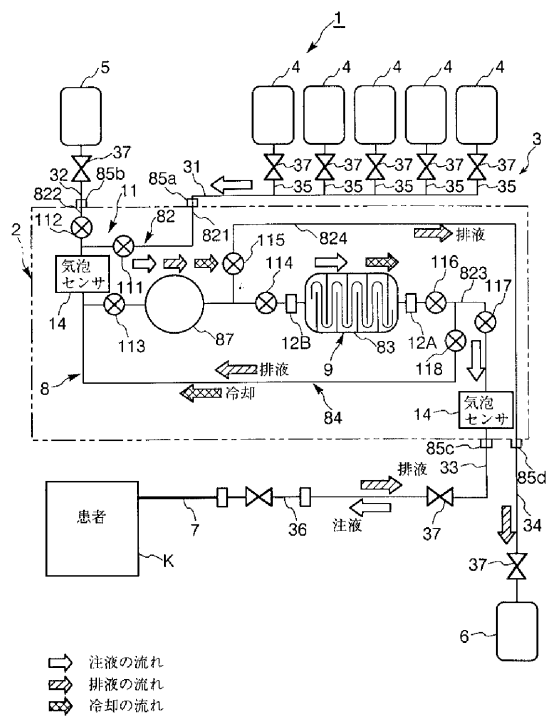 1
5
4 4 4 4 4
37
32
85b
822
11
85a
31
37 37 37 37 37
35 35 35 35 35
3
112
82
821
2
111
115
824
排液
気泡
センサ
14
114
116
823
117
113
87
12B
9
83
12A
118
8
排液
冷却
84
14
気泡
センサ
85c
85d
33
排液
患者
7
36
注液
37
34
K
37
6
注液の流れ
排液の流れ
冷却の流れ